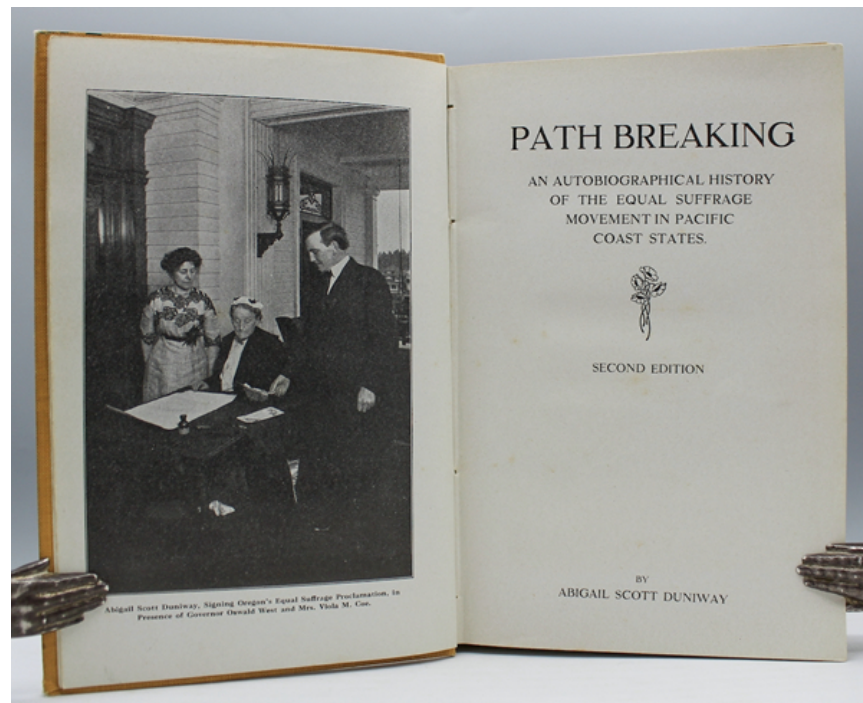 Abigail Scott Duniway, Signing Oregon's Equal Suffrage Proclamation, in
Presence of Governor Oswald West and Mrs. Viola M. Coe.
PATH BREAKING
AN AUTOBIOGRAPHICAL HISTORY
OF THE EQUAL SUFFRAGE
MOVEMENT IN PACIFIC
COAST STATES.
SECOND EDITION
BY
ABIGAIL SCOTT DUNIWAY